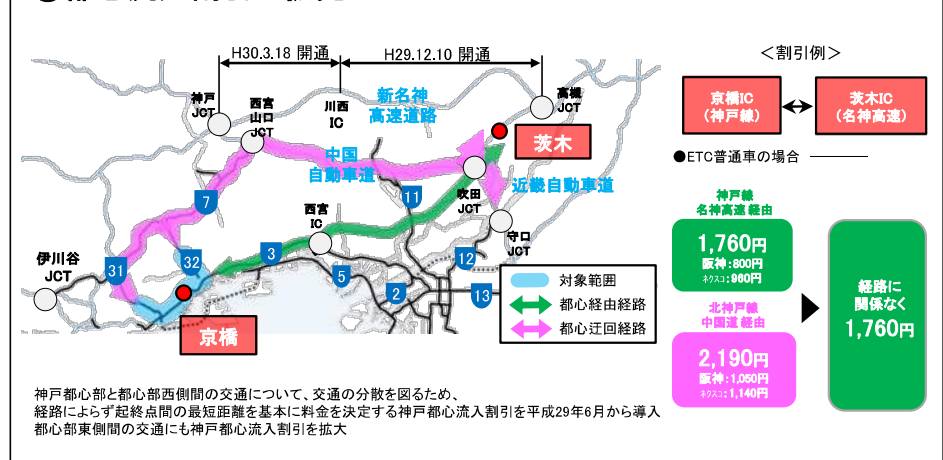 H30.3.18 開通
H29.12.10 開通
＜割引例＞
神戸
JCT
西宮
山口
JCT
川西
IC
新名神
高速道路
高槻
JCT
京橋IC
（神戸線）
茨木IC
（名神高速）
茨木
中国
自動車道
●ETC普通車の場合
近畿自動車道
7
11
吹田
JCT
西宮
IC
守口
JCT
伊川谷
JCT
31
32
3
5
12
2
13
京橋
対象範囲
都心経由経路
都心迂回経路
神戸線
名神高速 経由
1,760円
阪神：800円
ネクスコ：960円
北神戸線
中国道 経由
2,190円
阪神：1,050円
ネクスコ：1,140円
経路に
関係なく
1,760円
神戸都心部と都心部西側間の交通について、交通の分散を図るため、
経路によらず起終点間の最短距離を基本に料金を決定する神戸都心流入割引を平成29年6月から導入
都心部東側間の交通にも神戸都心流入割引を拡大